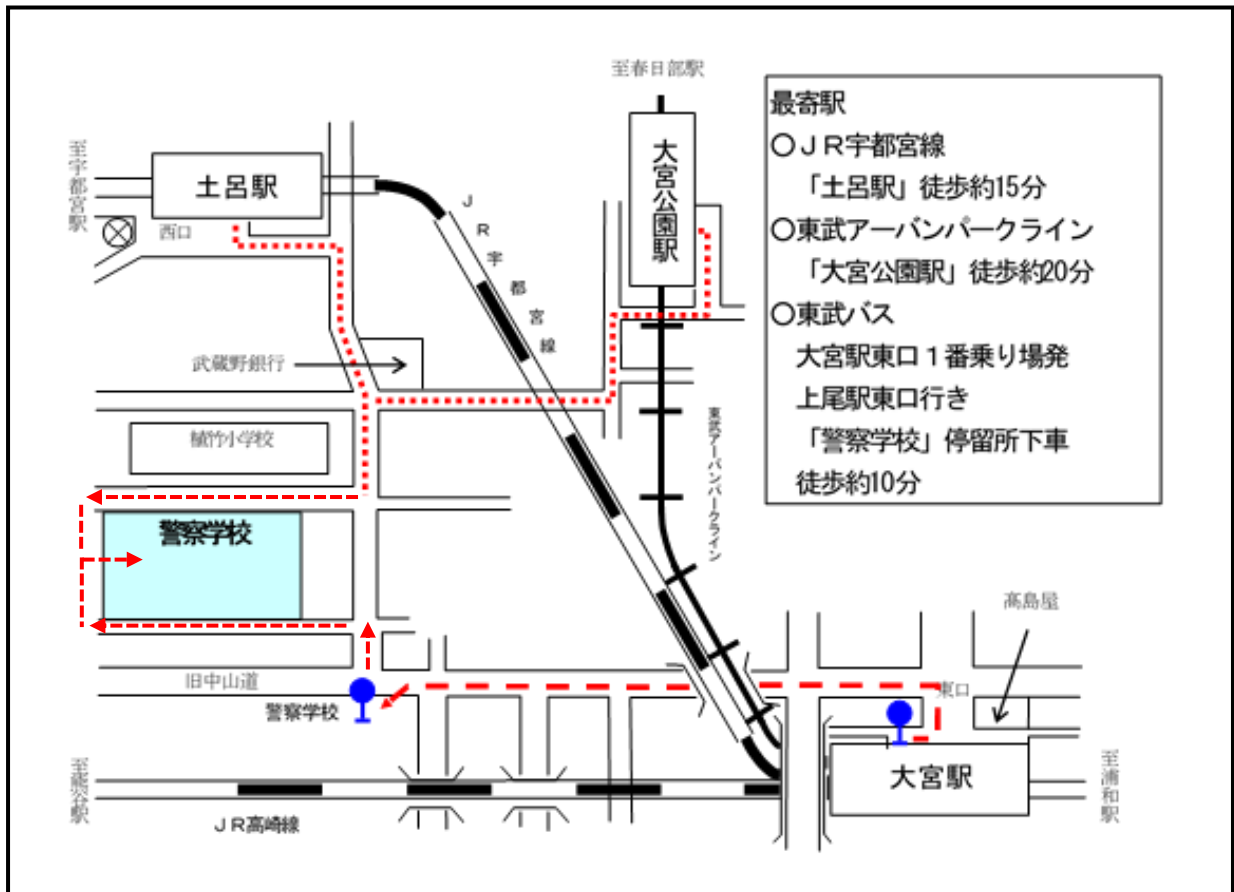 至春日部駅
最寄駅
○ＪＲ宇都宮線
「土呂駅」徒歩約15分
○東武アーバンパークライン
「大宮公園駅」徒歩約20分
○東武バス
大宮駅東口１番乗り場発
上尾駅東口行き
「警察学校」停留所下車
徒歩約10分
至宇都宮駅
土呂駅
西口
大宮公園駅
ＪＲ宇都宮線
武蔵野銀行
植竹小学校
東武アーバンパークライン
警察学校
髙島屋
旧中山道
警察学校
東口
大宮駅
至熊谷駅
至浦和駅
ＪＲ高崎線